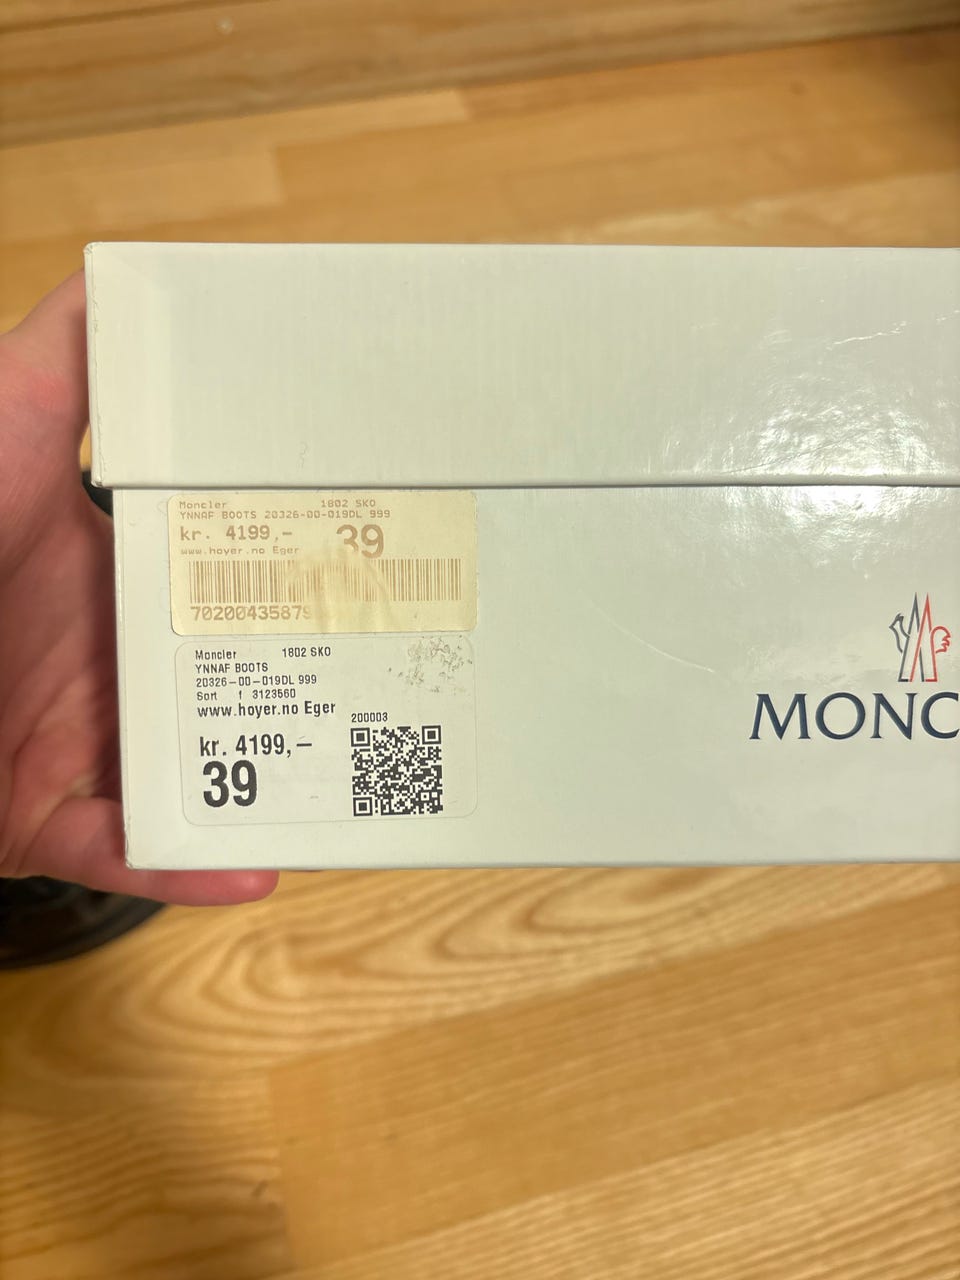 Moncler 1802 SKO
YNNAF BOOTS 20326-00-019DL 999
kr. 4199,- 39
www.hoyer.no Eger
Moncler 1802 SKO
YNNAF BOOTS
20326-00-019DL 999
Sort f 3123560
www.hoyer.no Eger
200003
kr. 4199,–
39
MONC